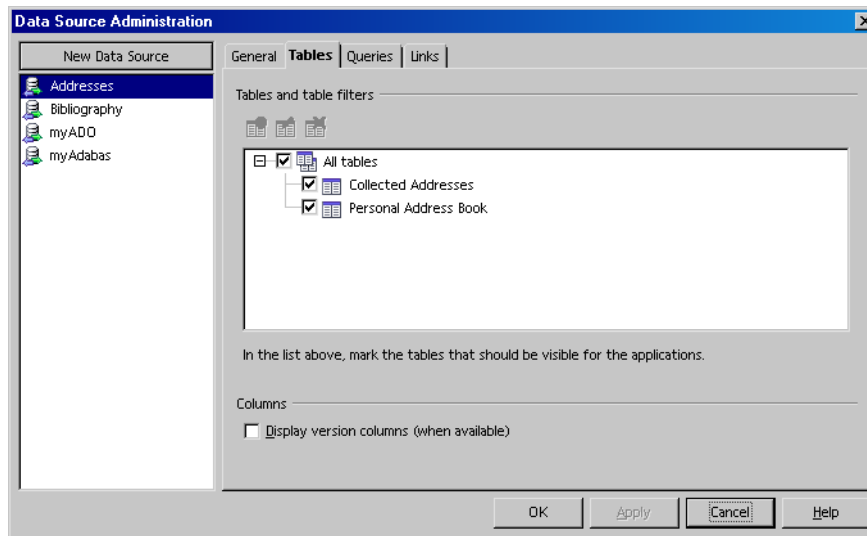 Data Source Administration
New Data Source
Addresses
Bibliography
myADO
myAdabas
General Tables Queries Links
Tables and table filters
All tables
Collected Addresses
Personal Address Book
In the list above, mark the tables that should be visible for the applications.
Columns
Display version columns (when available)
OK Apply Cancel Help